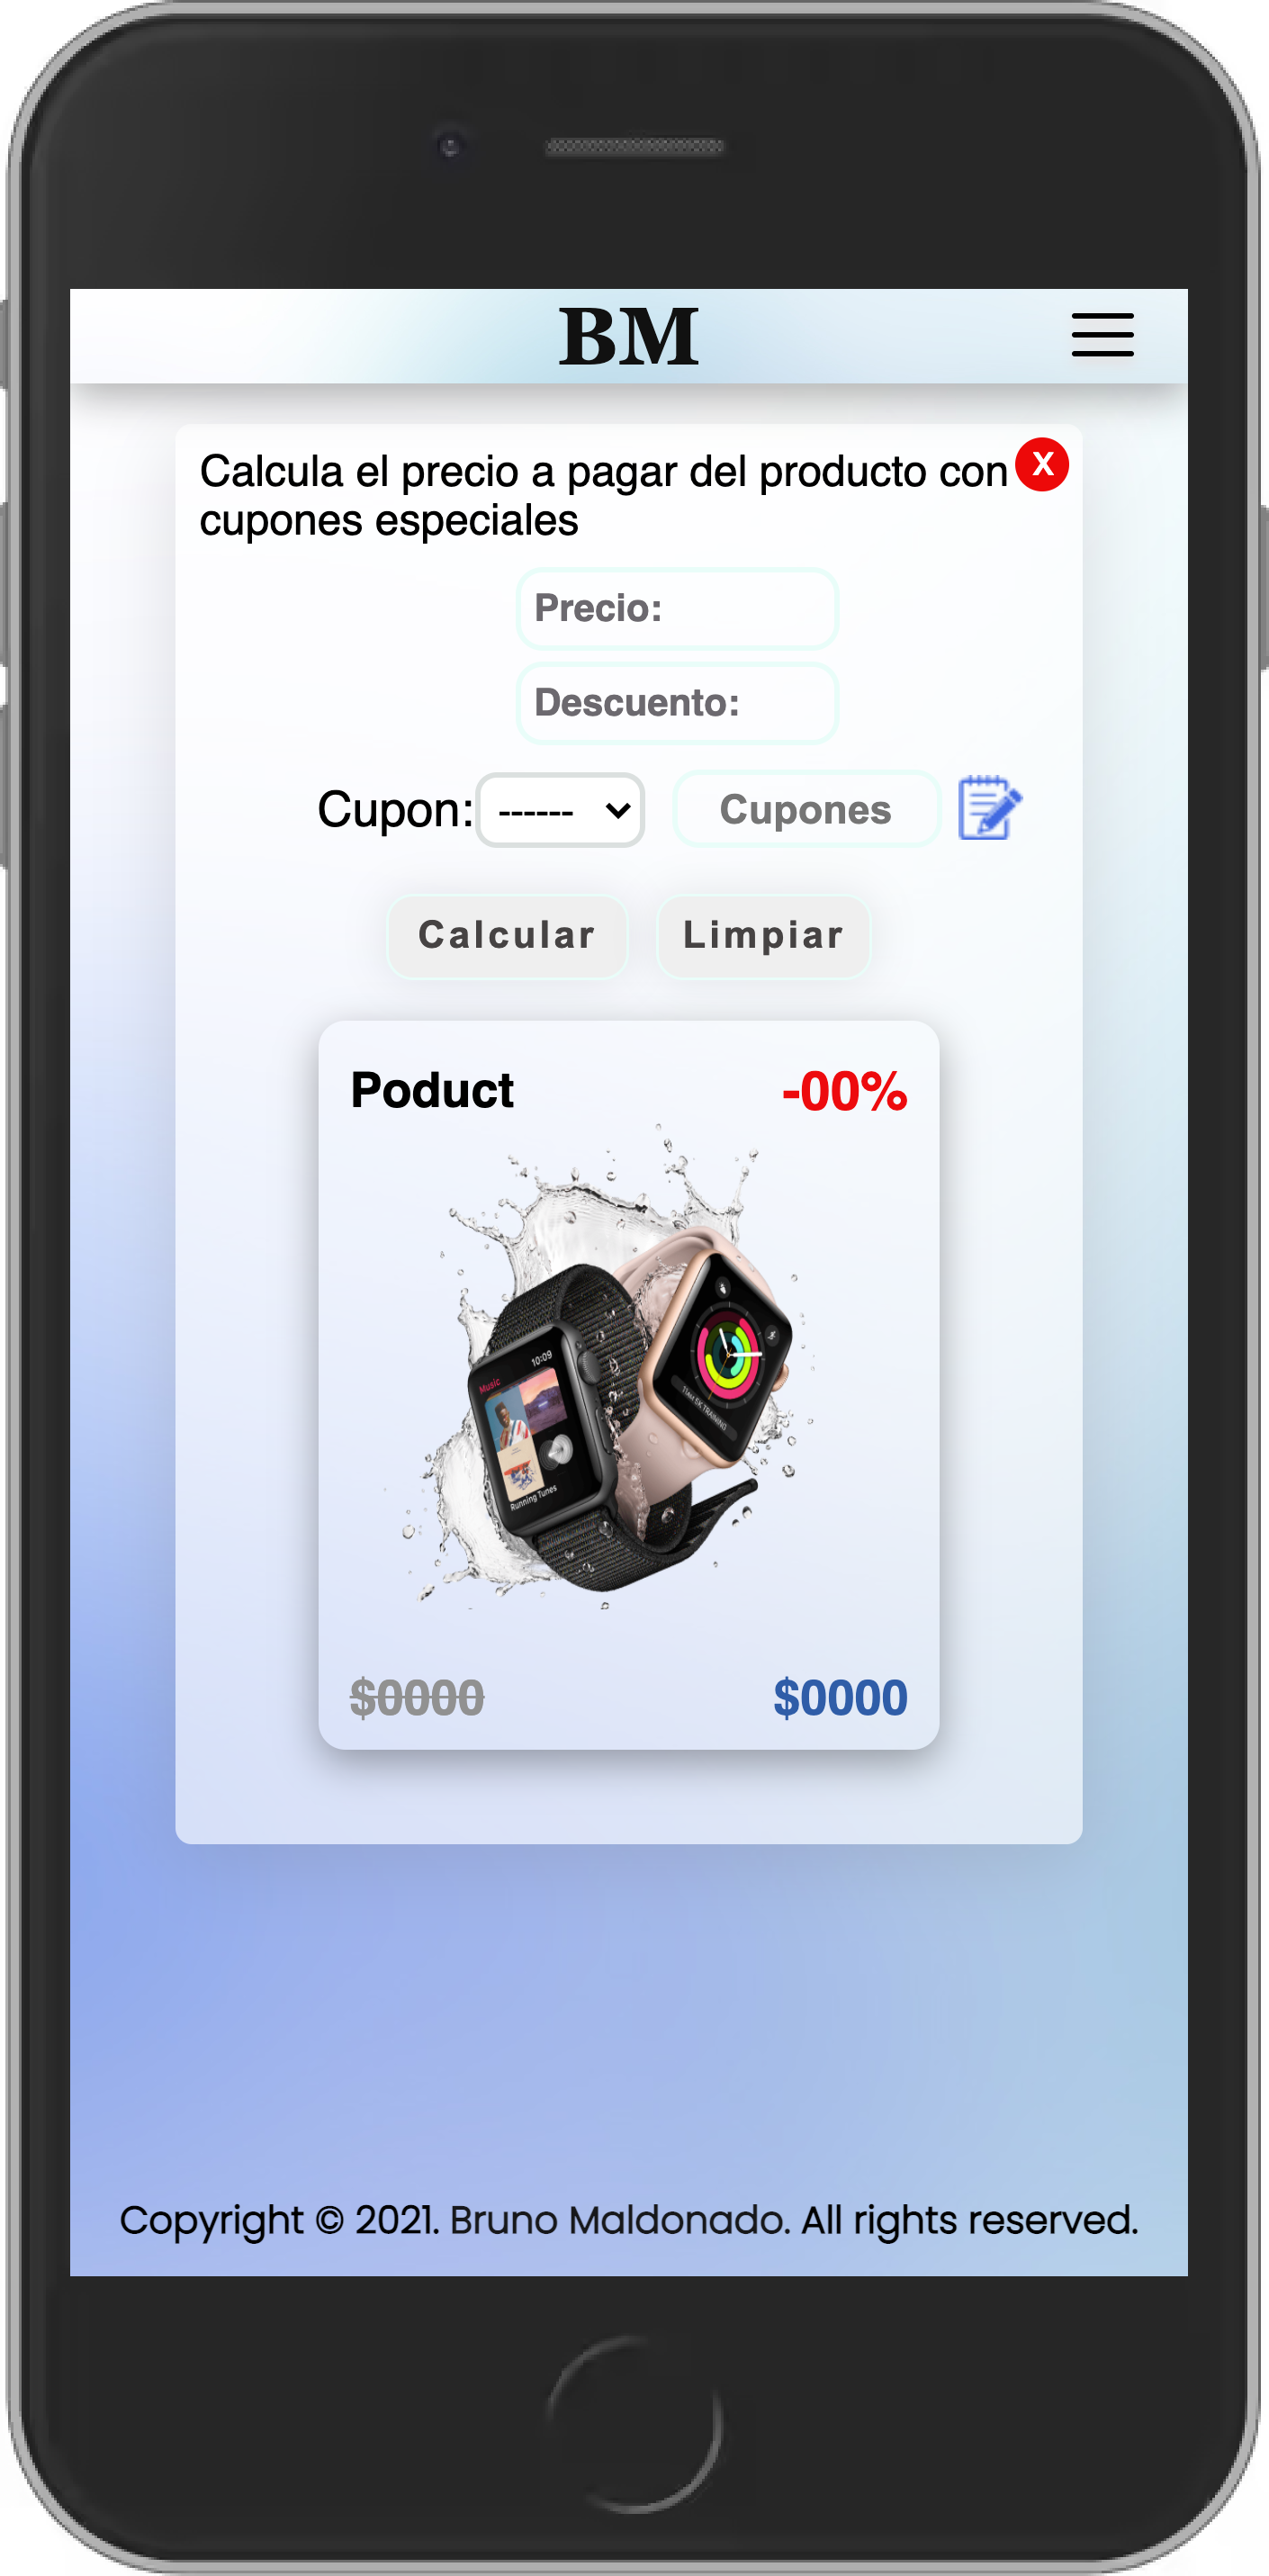 BM
Calcula el precio a pagar del producto con
X
cupones especiales
Precio:
Descuento:
Cupon: ------ Cupones
Calcular Limpiar
Poduct -00%
10:09
Music
Running Tunes
$0000 $0000
Copyright © 2021. Bruno Maldonado. All rights reserved.